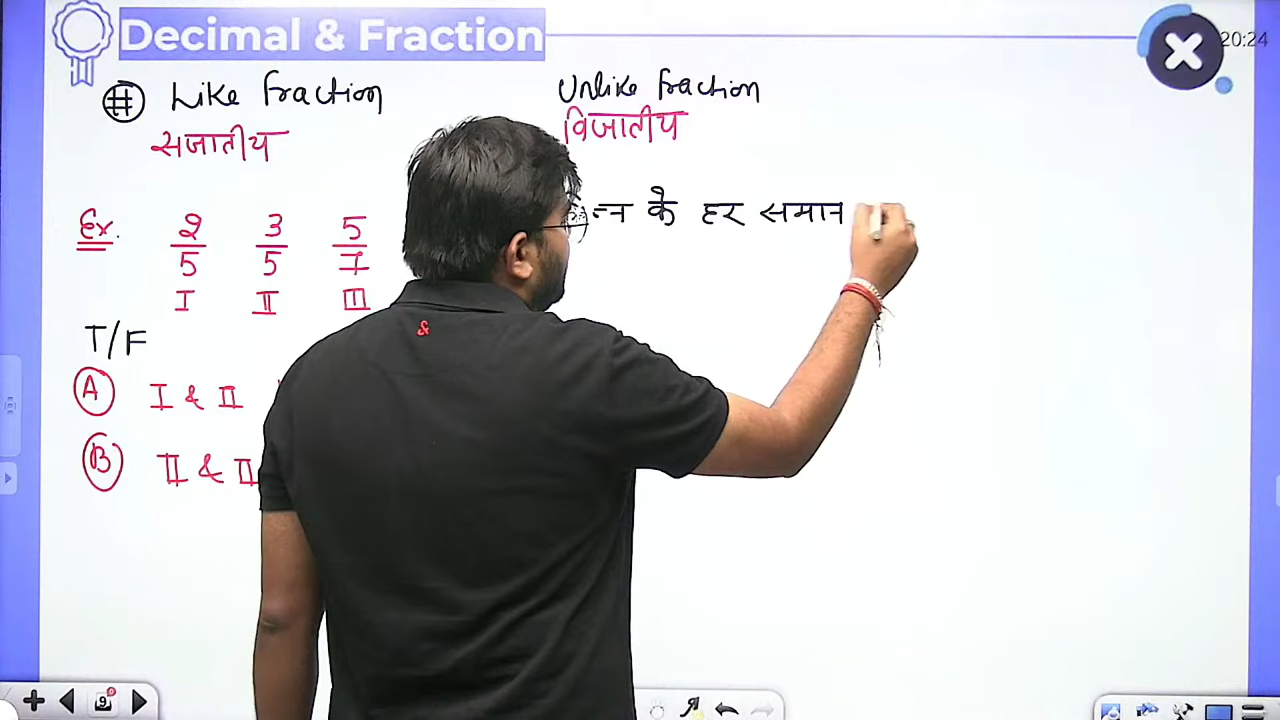 Decimal & Fraction
20:24
# Like fraction
Unlike fraction
सजातीय
विजातीय
के हर समान
Ex. 2/5 3/5 5/7
I II III
T/F
A I & II
B II & II
9